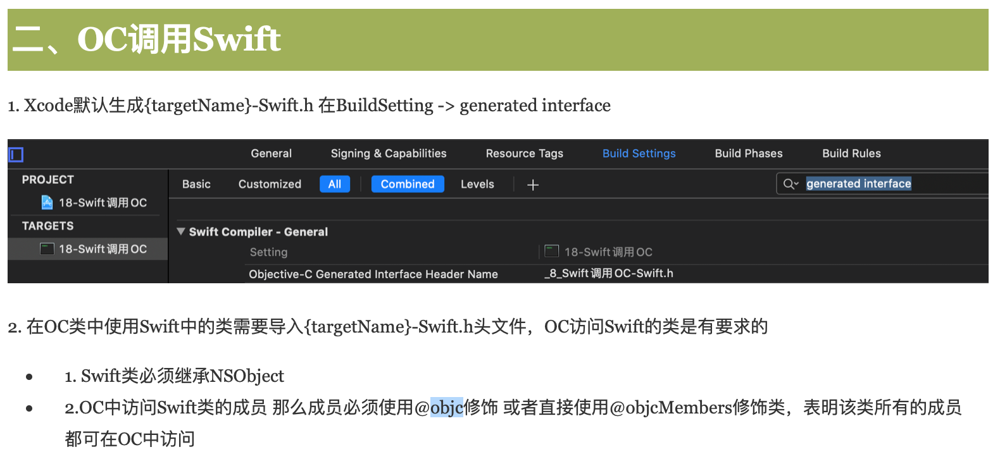 二、OC调用Swift
1. Xcode默认生成{targetName}-Swift.h 在BuildSetting -> generated interface
General Signing & Capabilities Resource Tags Build Settings Build Phases Build Rules
PROJECT
18-Swift调用OC
TARGETS
18-Swift调用OC
Basic Customized All Combined Levels + generated interface
Swift Compiler - General
Setting 18-Swift调用OC
Objective-C Generated Interface Header Name _8_Swift调用OC-Swift.h
2. 在OC类中使用Swift中的类需要导入{targetName}-Swift.h头文件，OC访问Swift的类是有要求的
• 1. Swift类必须继承NSObject
• 2.OC中访问Swift类的成员 那么成员必须使用@objc修饰 或者直接使用@objcMembers修饰类，表明该类所有的成员
都可在OC中访问